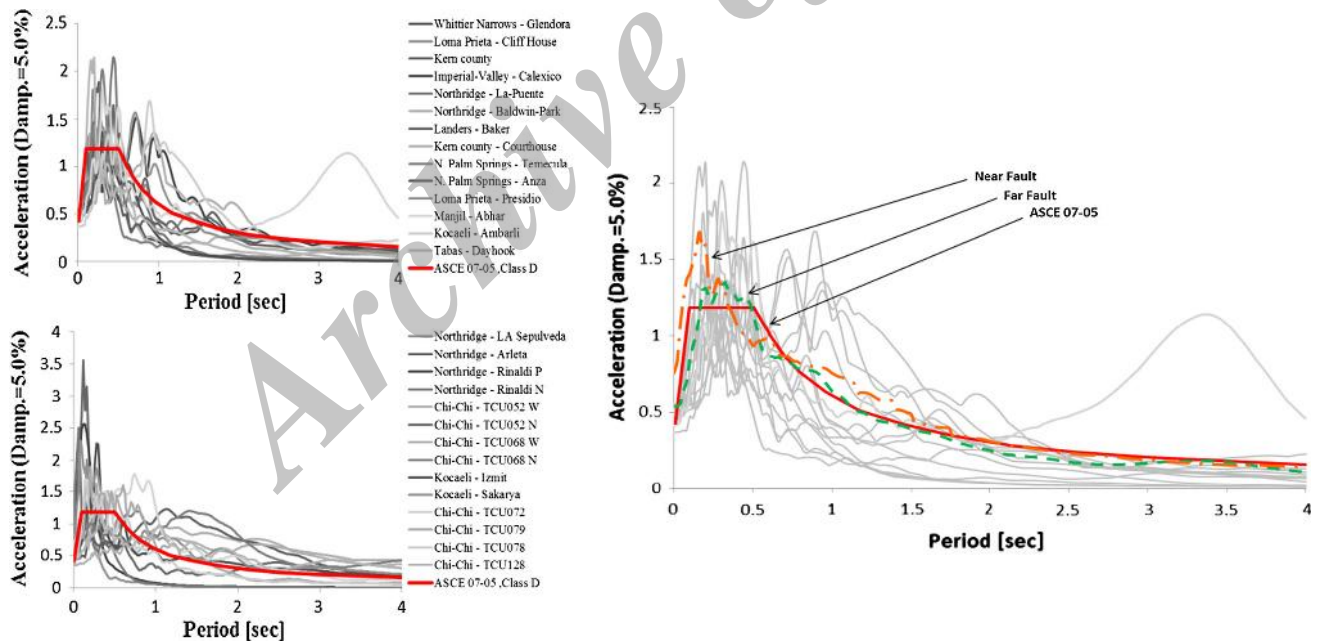 Archive of
Acceleration (Damp.=5.0%)
2.5
2
1.5
1
0.5
0
0
1
2
3
4
Period [sec]
Whittier Narrows - Glendora
Loma Prieta - Cliff House
Kern county
Imperial-Valley - Calexico
Northridge - La-Puente
Northridge - Baldwin-Park
Landers - Baker
Kern county - Courthouse
N. Palm Springs - Temecula
N. Palm Springs - Anza
Loma Prieta - Presidio
Manjil - Abhar
Kocaeli - Ambarli
Tabas - Dayhook
ASCE 07-05 ,Class D
Acceleration (Damp.=5.0%)
4
3.5
3
2.5
2
1.5
1
0.5
0
0
1
2
3
4
Period [sec]
Northridge - LA Sepulveda
Northridge - Arleta
Northridge - Rinaldi P
Northridge - Rinaldi N
Chi-Chi - TCU052 W
Chi-Chi - TCU052 N
Chi-Chi - TCU068 W
Chi-Chi - TCU068 N
Kocaeli - Izmit
Kocaeli - Sakarya
Chi-Chi - TCU072
Chi-Chi - TCU079
Chi-Chi - TCU078
Chi-Chi - TCU128
ASCE 07-05 ,Class D
Acceleration (Damp.=5.0%)
2.5
2
1.5
1
0.5
0
0
0.5
1
1.5
2
2.5
3
3.5
4
Period [sec]
Near Fault
Far Fault
ASCE 07-05